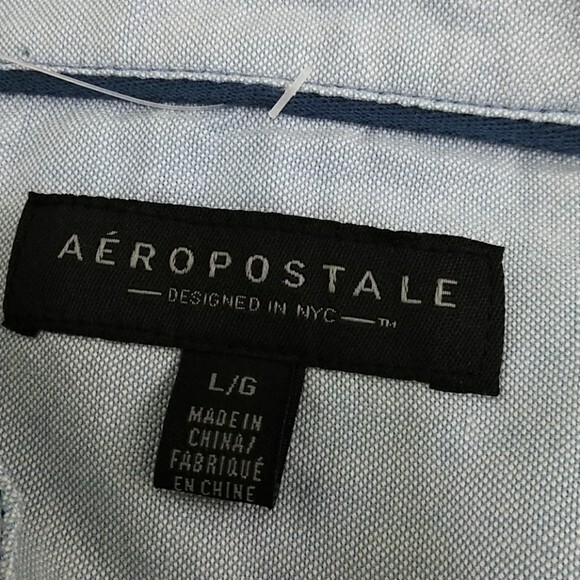 AÉROPOSTALE
— DESIGNED IN NYC — ™
L/G
MADE IN
CHINA/
FABRIQUÉ
EN CHINE